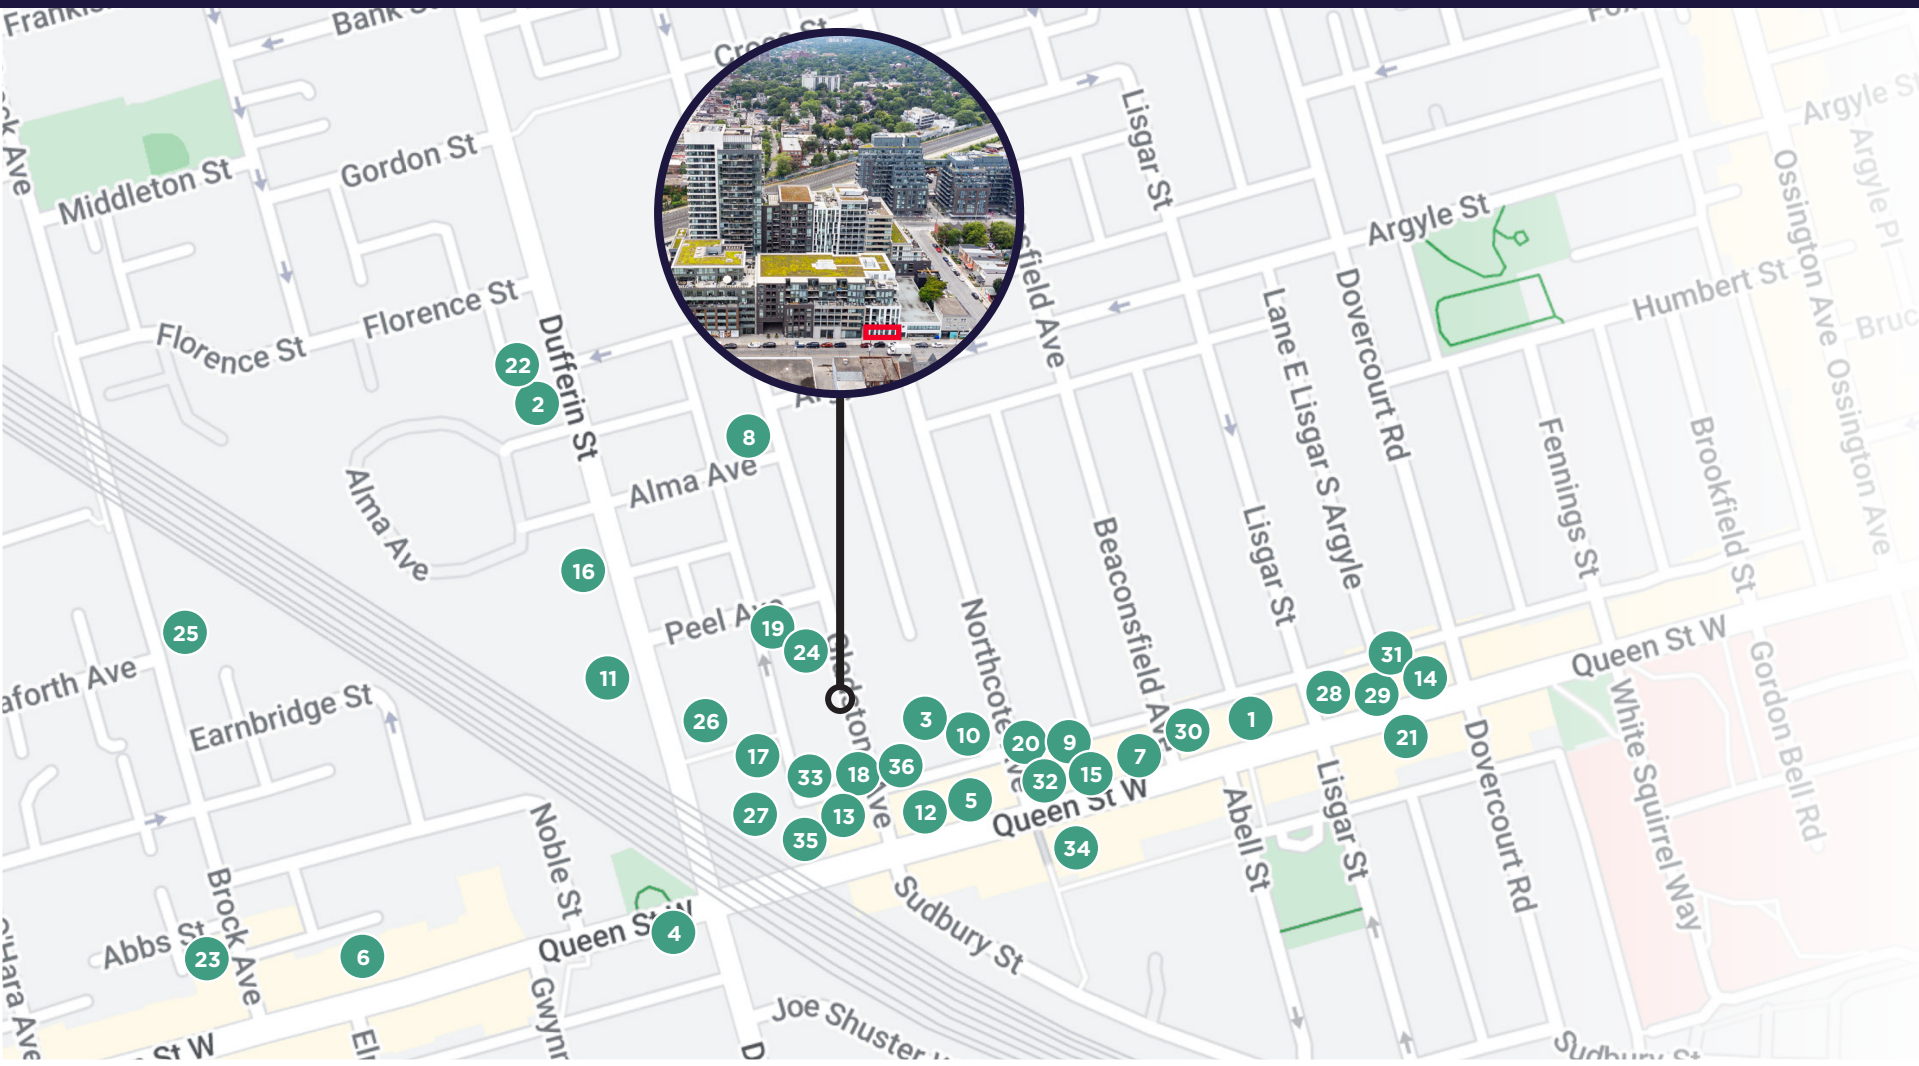 Bank
Argyle St
Argyle Pl
Lisgar St
Gordon St
Middleton St
Ossington Ave
Argyle St
Humbert St
Dovercourt Rd
Lane E Lisgar S Argyle
Florence St
Florence St
Dufferin St
22
2
8
Alma Ave
Alma Ave
Ossington Ave
Fennings St
Brookfield St
Beaconsfield Ave
Lisgar St
16
Peel Ave
19
24
25
11
Earnbridge St
26
17
33
18
36
3
10
20
9
32
15
7
30
1
28
29
31
14
21
Queen St W
Gordon Bell Rd
White Squirrel Way
27
35
13
12
5
34
Queen St W
Abell St
Lisgar St
Dovercourt Rd
Noble St
Sudbury St
4
Brock Ave
Abbs St
23
6
Joe Shuster
St W
Sudbury St